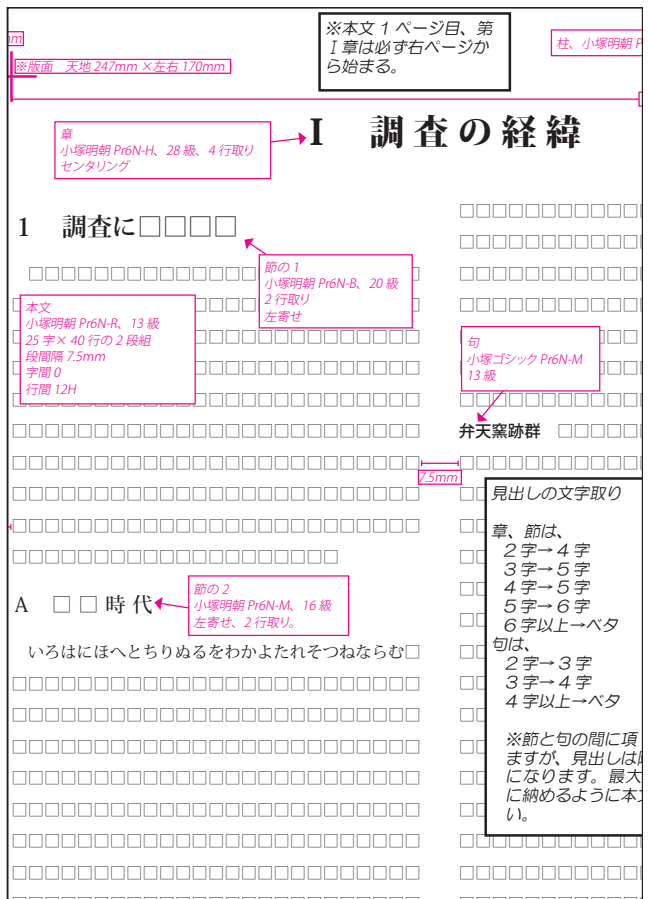 ※本文 1 ページ目、第
Ⅰ章は必ず右ページか
ら始まる。
柱、小塚明朝 P
※版面　天地 247mm ×左右 170mm
章
小塚明朝 Pr6N-H、28 級、4 行取り
センタリング
Ⅰ　調査の経緯
1　調査に□□□□
節の 1
小塚明朝 Pr6N-B、20 級
2 行取り
左寄せ
本文
小塚明朝 Pr6N-R、13 級
25 字× 40 行の 2 段組
段間隔 7.5mm
字間 0
行間 12H
A　□□時代
節の 2
小塚明朝 Pr6N-M、16 級
左寄せ、2 行取り。
いろはにほへとちりぬるをわかよたれそつねならむ□
句
小塚ゴシック Pr6N-M
13 級
弁天窯跡群　□□□□
7.5mm
見出しの文字取り
章、節は、
2 字→ 4 字
3 字→ 5 字
4 字→ 5 字
5 字→ 6 字
6 字以上→ベタ
句は、
2 字→ 3 字
3 字→ 4 字
4 字以上→ベタ
※節と句の間に項
ますが、見出しは
になります。最大
に納めるように本
い。